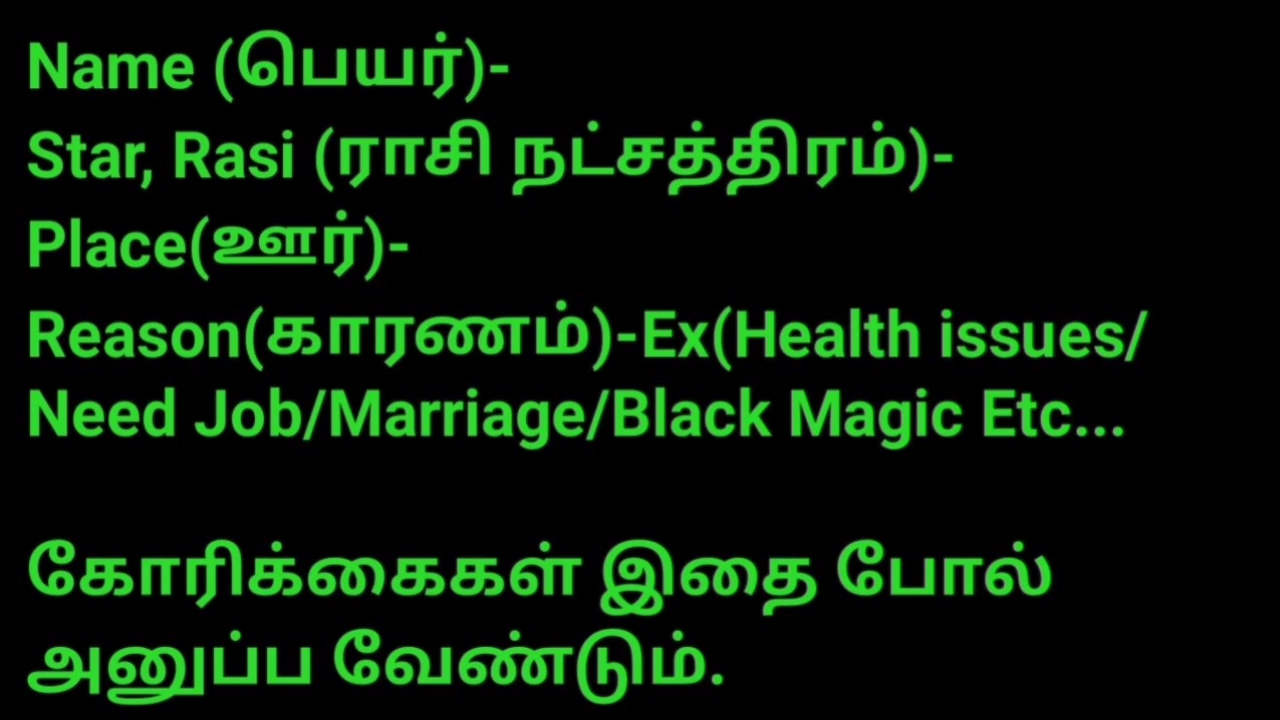 Name (பெயர்)-
Star, Rasi (ராசி நட்சத்திரம்)-
Place(ஊர்)-
Reason(காரணம்)-Ex(Health issues/
Need Job/Marriage/Black Magic Etc...
கோரிக்கைகள் இதை போல்
அனுப்ப வேண்டும்.